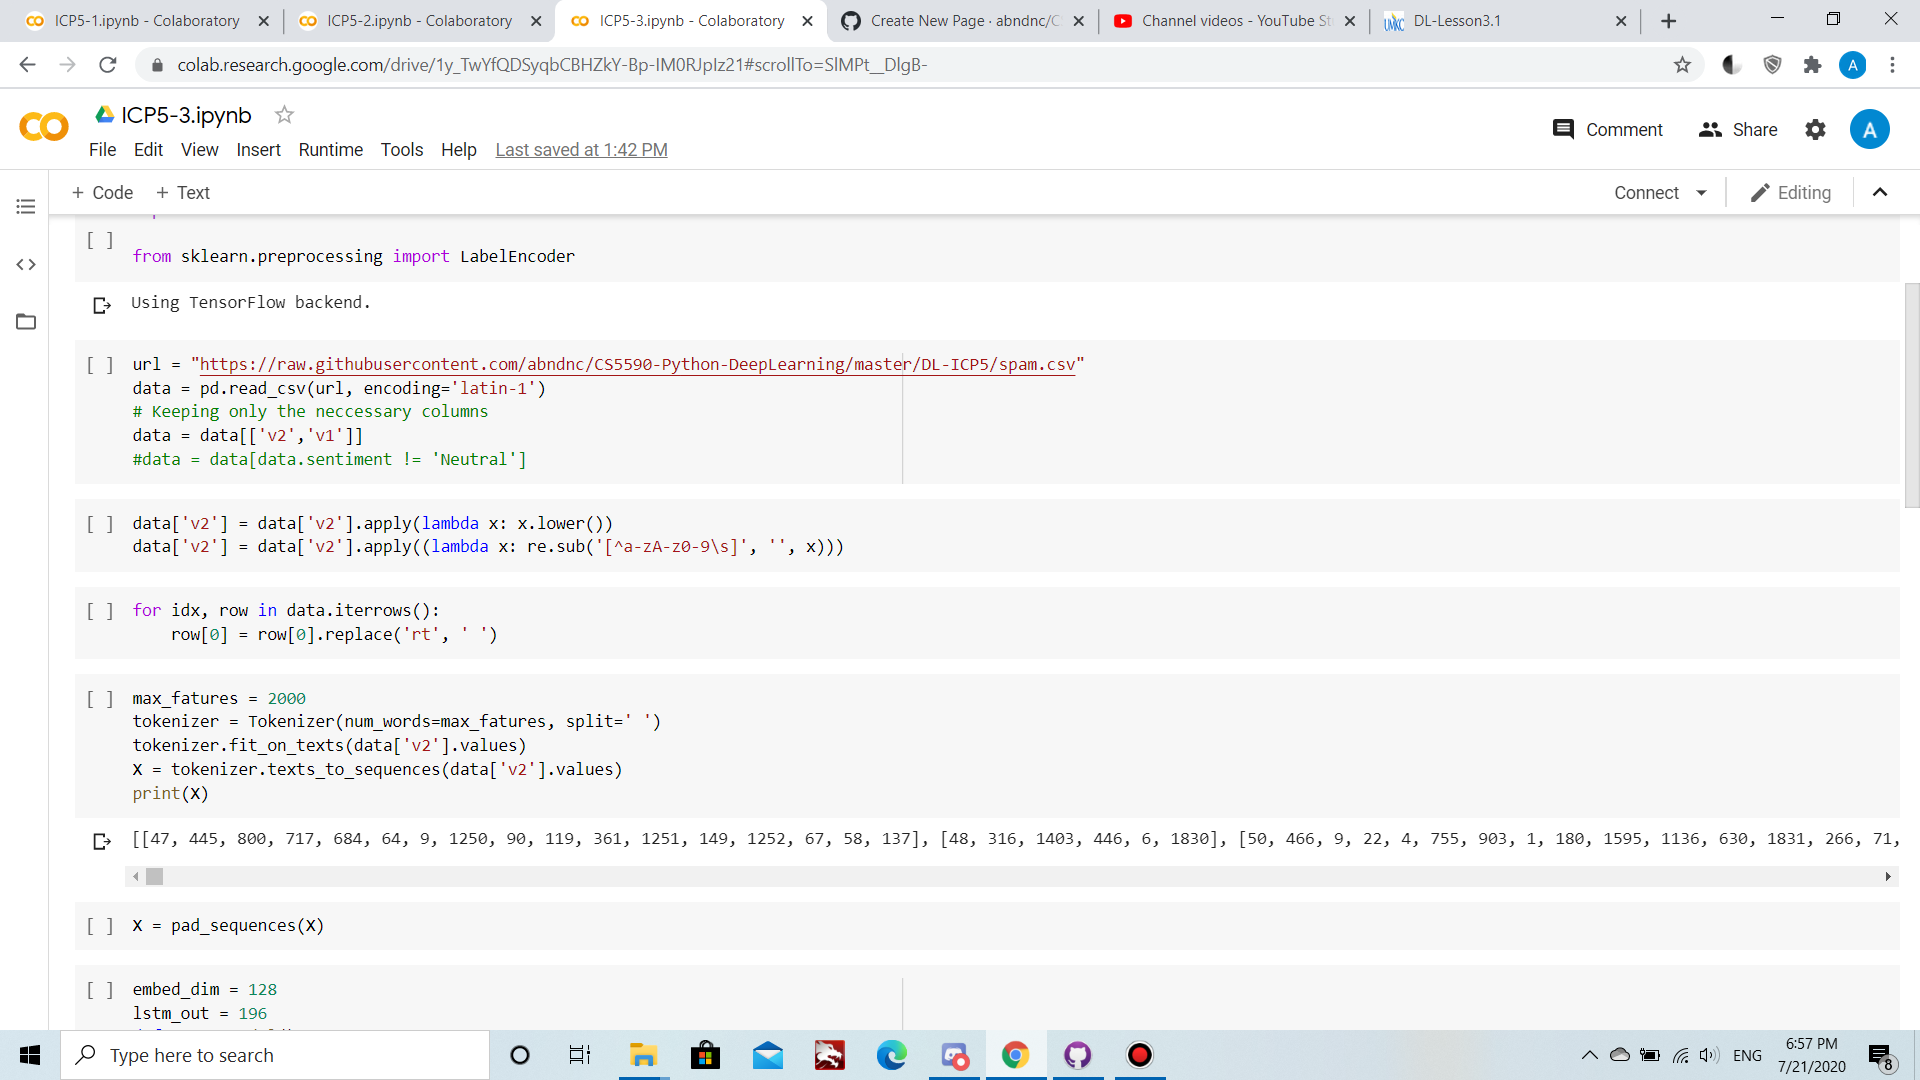 ICP5-1.ipynb - Colaboratory
ICP5-2.ipynb - Colaboratory
ICP5-3.ipynb - Colaboratory
Create New Page · abndnc/C
Channel videos - YouTube St
UMKC DL-Lesson3.1
colab.research.google.com/drive/1y_TwYfQDSyqbCBHZkY-Bp-IM0RJpIz21#scrollTo=SlMPt__DlgB-
A
ICP5-3.ipynb
Comment
Share
A
File Edit View Insert Runtime Tools Help Last saved at 1:42 PM
+ Code + Text
Connect
Editing
[ ]
from sklearn.preprocessing import LabelEncoder
Using TensorFlow backend.
[ ] url = "https://raw.githubusercontent.com/abndnc/CS5590-Python-DeepLearning/master/DL-ICP5/spam.csv"
data = pd.read_csv(url, encoding='latin-1')
# Keeping only the neccessary columns
data = data[['v2','v1']]
#data = data[data.sentiment != 'Neutral']
[ ] data['v2'] = data['v2'].apply(lambda x: x.lower())
data['v2'] = data['v2'].apply((lambda x: re.sub('[^a-zA-z0-9\s]', '', x)))
[ ] for idx, row in data.iterrows():
row[0] = row[0].replace('rt', ' ')
[ ] max_fatures = 2000
tokenizer = Tokenizer(num_words=max_fatures, split=' ')
tokenizer.fit_on_texts(data['v2'].values)
X = tokenizer.texts_to_sequences(data['v2'].values)
print(X)
[[47, 445, 800, 717, 684, 64, 9, 1250, 90, 119, 361, 1251, 149, 1252, 67, 58, 137], [48, 316, 1403, 446, 6, 1830], [50, 466, 9, 22, 4, 755, 903, 1, 180, 1595, 1136, 630, 1831, 266, 71,
[ ] X = pad_sequences(X)
[ ] embed_dim = 128
lstm_out = 196
Type here to search
ENG
6:57 PM
7/21/2020
8